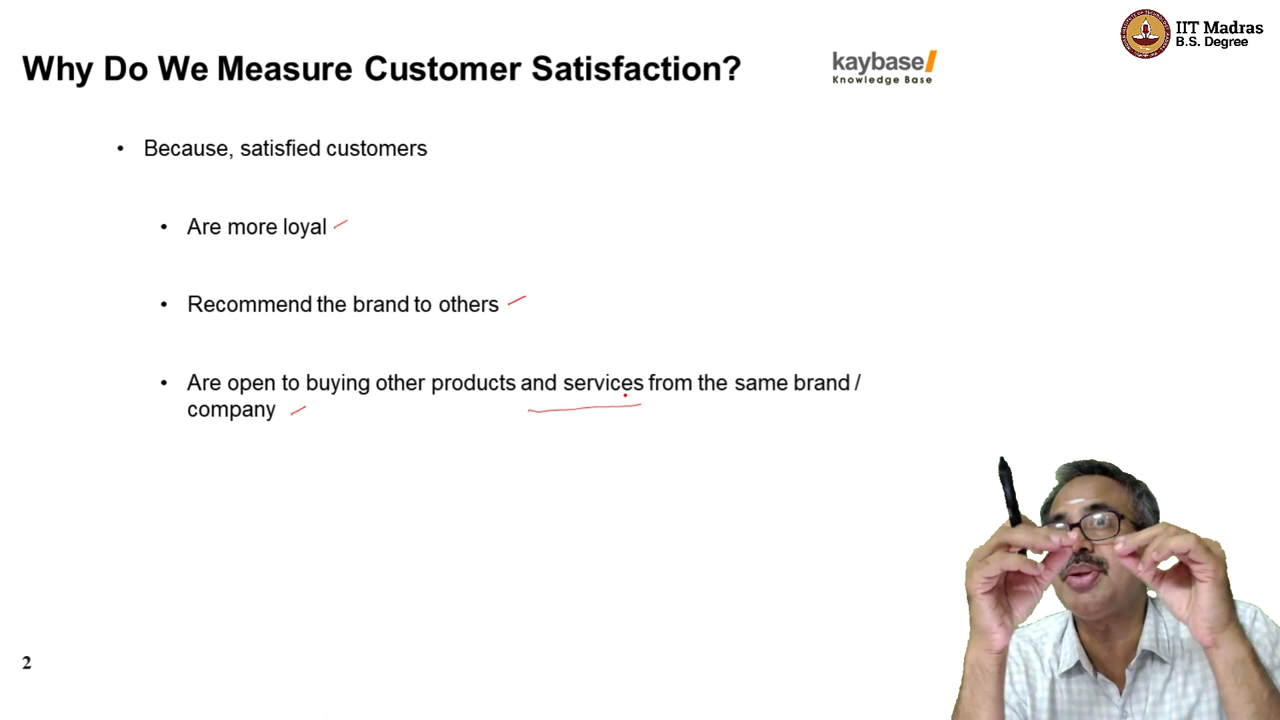 IIT Madras
B.S. Degree
Why Do We Measure Customer Satisfaction?
kaybase
Knowledge Base
• Because, satisfied customers
• Are more loyal
• Recommend the brand to others
• Are open to buying other products and services from the same brand /
company
2